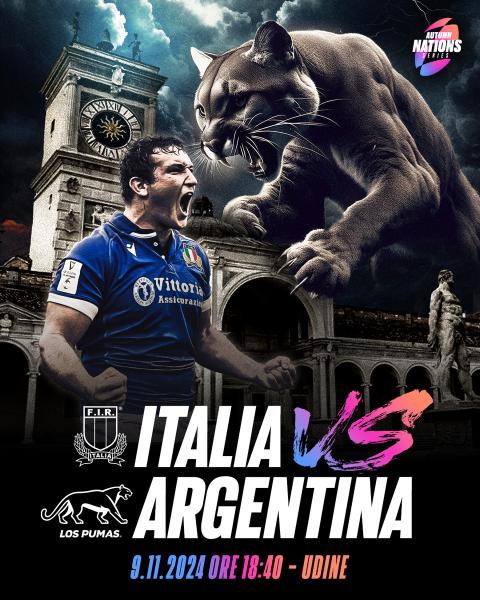 AUTUMN
NATIONS
SERIES
Vittoria
Assicurazioni
F.I.R.
ITALIA
ITALIA VS
LOS PUMAS
ARGENTINA
9.11.2024 ORE 18:40 - UDINE